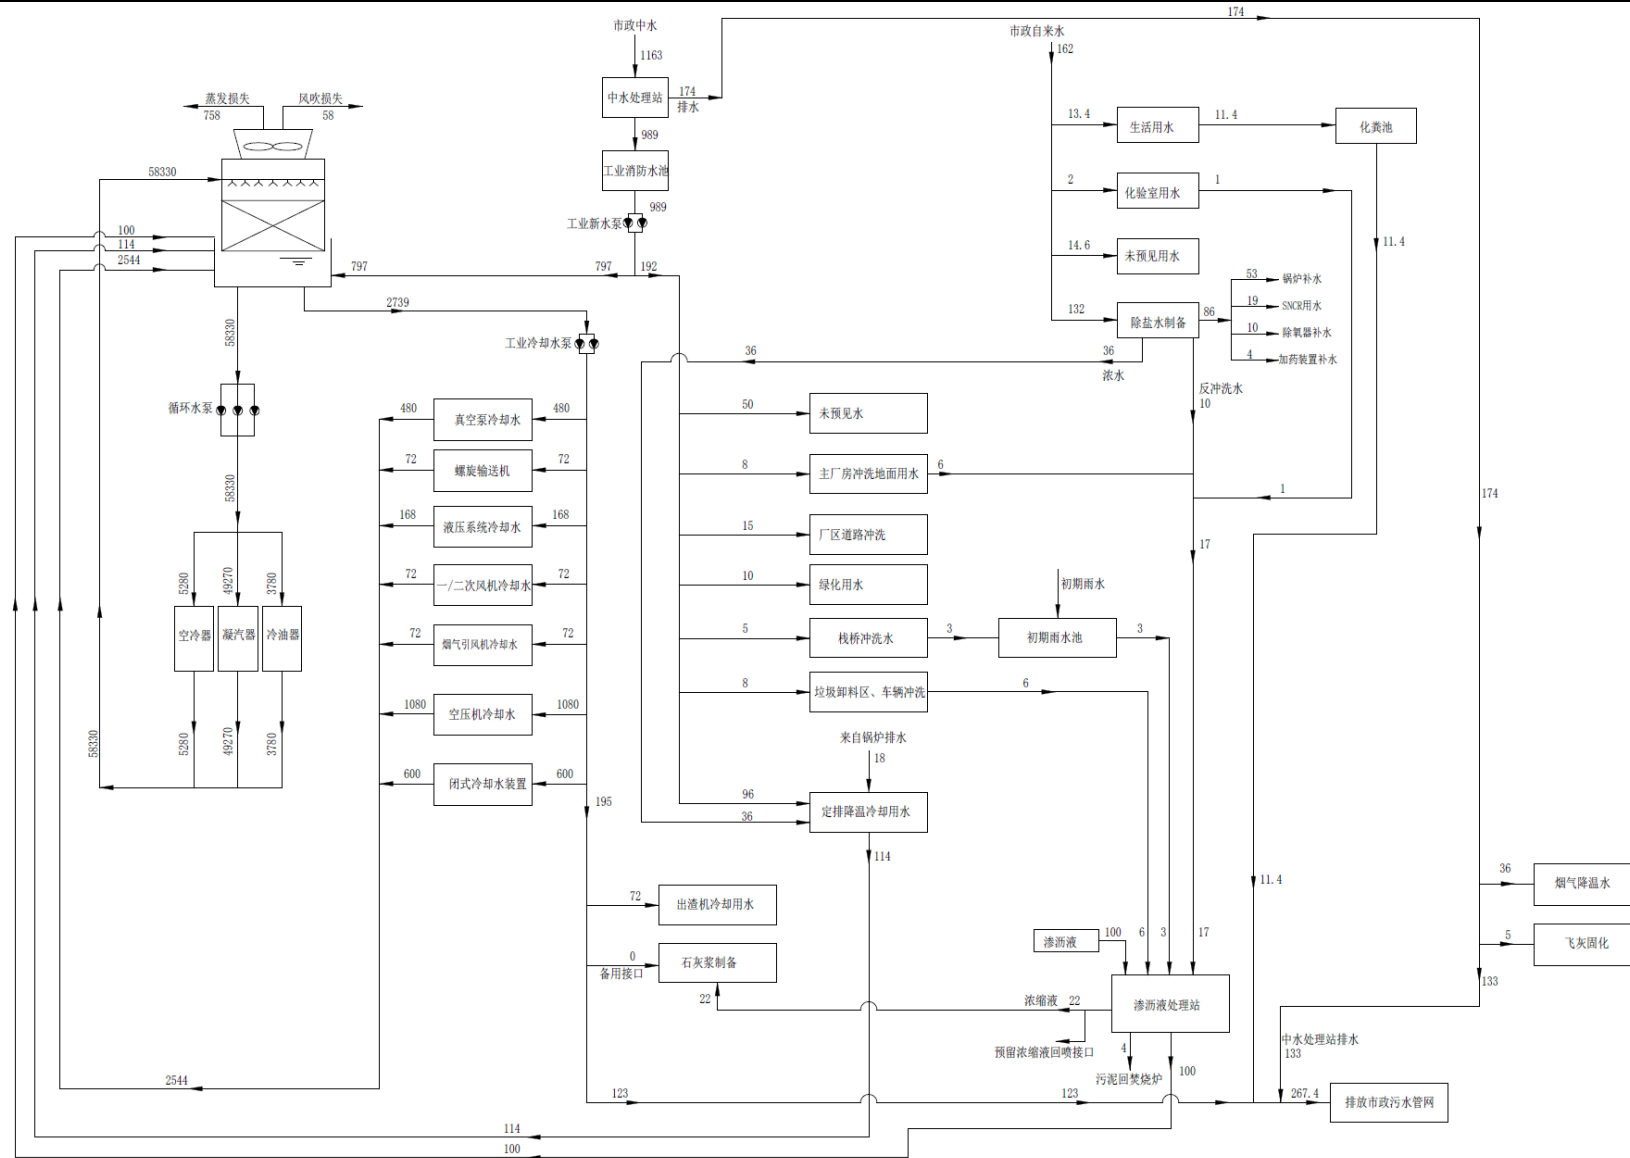 174
市政中水
市政自来水
1163
162
蒸发损失
758
风吹损失
58
中水处理站
174
排水
13.4
生活用水
11.4
化粪池
989
工业消防水池
58330
2
化验室用水
1
989
工业新水泵
100
114
2544
14.6
未预见用水
11.4
797
797
192
53
锅炉补水
2739
19
SNCR用水
132
除盐水制备
86
10
除氧器补水
58330
工业冷却水泵
4
加药装置补水
36
36
浓水
反冲洗水
10
循环水泵
480
真空泵冷却水
480
50
未预见水
72
螺旋输送机
72
8
主厂房冲洗地面用水
6
58330
1
174
168
液压系统冷却水
168
15
厂区道路冲洗
17
5280
49270
3780
72
一/二次风机冷却水
72
10
绿化用水
初期雨水
空冷器
凝汽器
冷油器
72
烟气引风机冷却水
72
5
栈桥冲洗水
3
初期雨水池
3
8
垃圾卸料区、车辆冲洗
6
1080
空压机冷却水
1080
58330
5280
49270
3780
来自锅炉排水
18
600
闭式冷却水装置
600
195
96
36
定排降温冷却用水
114
36
烟气降温水
11.4
72
出渣机冷却用水
5
飞灰固化
渗沥液
100
6
3
17
0
备用接口
石灰浆制备
133
22
浓缩液
22
渗沥液处理站
预留浓缩液回喷接口
4
污泥回焚烧炉
100
中水处理站排水
133
2544
123
123
267.4
排放市政污水管网
114
100